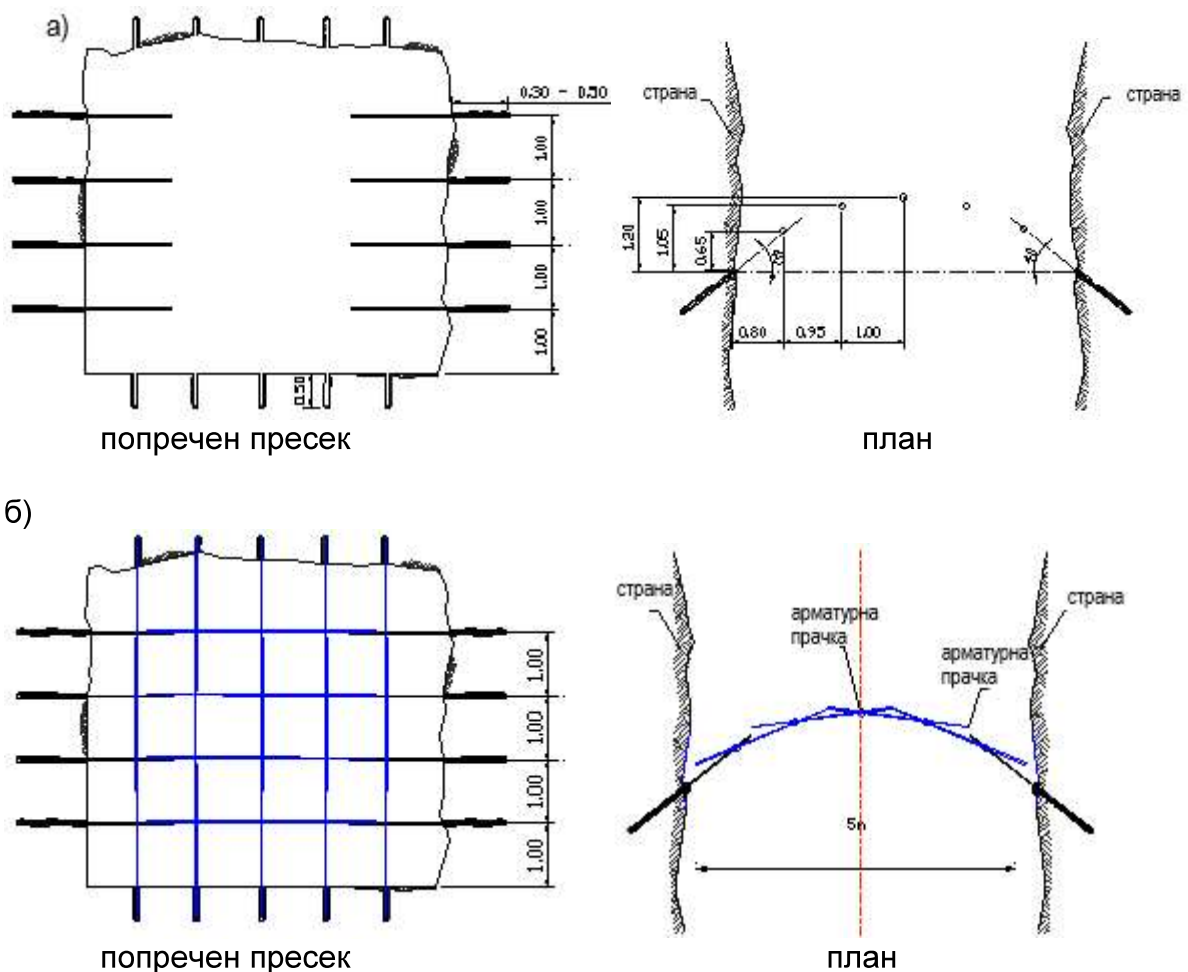 а)
0.30 - 0.50
1.00
1.00
1.00
1.00
0.50
попречен пресек
страна
страна
1.20
1.05
0.65
0.80
0.95
1.00
план
б)
1.00
1.00
1.00
1.00
попречен пресек
страна
арматурна
прачка
арматурна
прачка
страна
5m
план